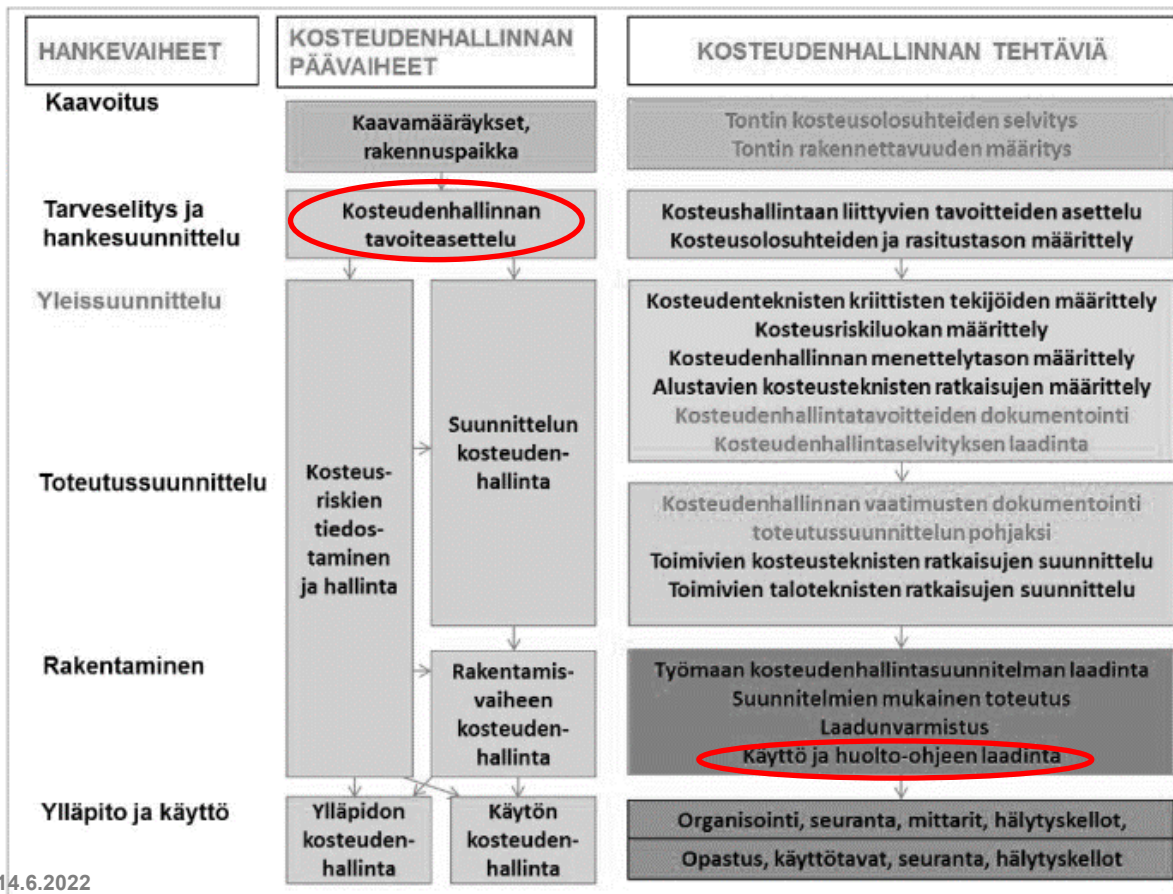 HANKEVAIHEET
KOSTEUDENHALLINNAN
PÄÄVAIHEET
KOSTEUDENHALLINNAN TEHTÄVIÄ
Kaavoitus
Kaavamääräykset,
rakennuspaikka
Tontin kosteusolosuhteiden selvitys
Tontin rakennettavuuden määritys
Tarveselitys ja
hankesuunnittelu
Kosteudenhallinnan
tavoiteasettelu
Kosteushallintaan liittyvien tavoitteiden asettelu
Kosteusolosuhteiden ja rasitustason määrittely
Yleissuunnittelu
Kosteudenteknisten kriittisten tekijöiden määrittely
Kosteusriskiluokan määrittely
Kosteudenhallinnan menettelytason määrittely
Alustavien kosteusteknisten ratkaisujen määrittely
Kosteudenhallintatavoitteiden dokumentointi
Kosteudenhallintaselvityksen laadinta
Suunnittelun
kosteuden-
hallinta
Kosteus-
riskien
tiedos-
taminen
ja hallinta
Toteutussuunnittelu
Kosteudenhallinnan vaatimusten dokumentointi
toteutussuunnittelun pohjaksi
Toimivien kosteusteknisten ratkaisujen suunnittelu
Toimivien taloteknisten ratkaisujen suunnittelu
Rakentaminen
Rakentamis-
vaiheen
kosteuden-
hallinta
Työmaan kosteudenhallintasuunnitelman laadinta
Suunnitelmien mukainen toteutus
Laadunvarmistus
Käyttö ja huolto-ohjeen laadinta
Ylläpito ja käyttö
Ylläpidon
kosteuden-
hallinta
Käytön
kosteuden-
hallinta
Organisointi, seuranta, mittarit, hälytyskellot,
Opastus, käyttötavat, seuranta, hälytyskellot
14.6.2022